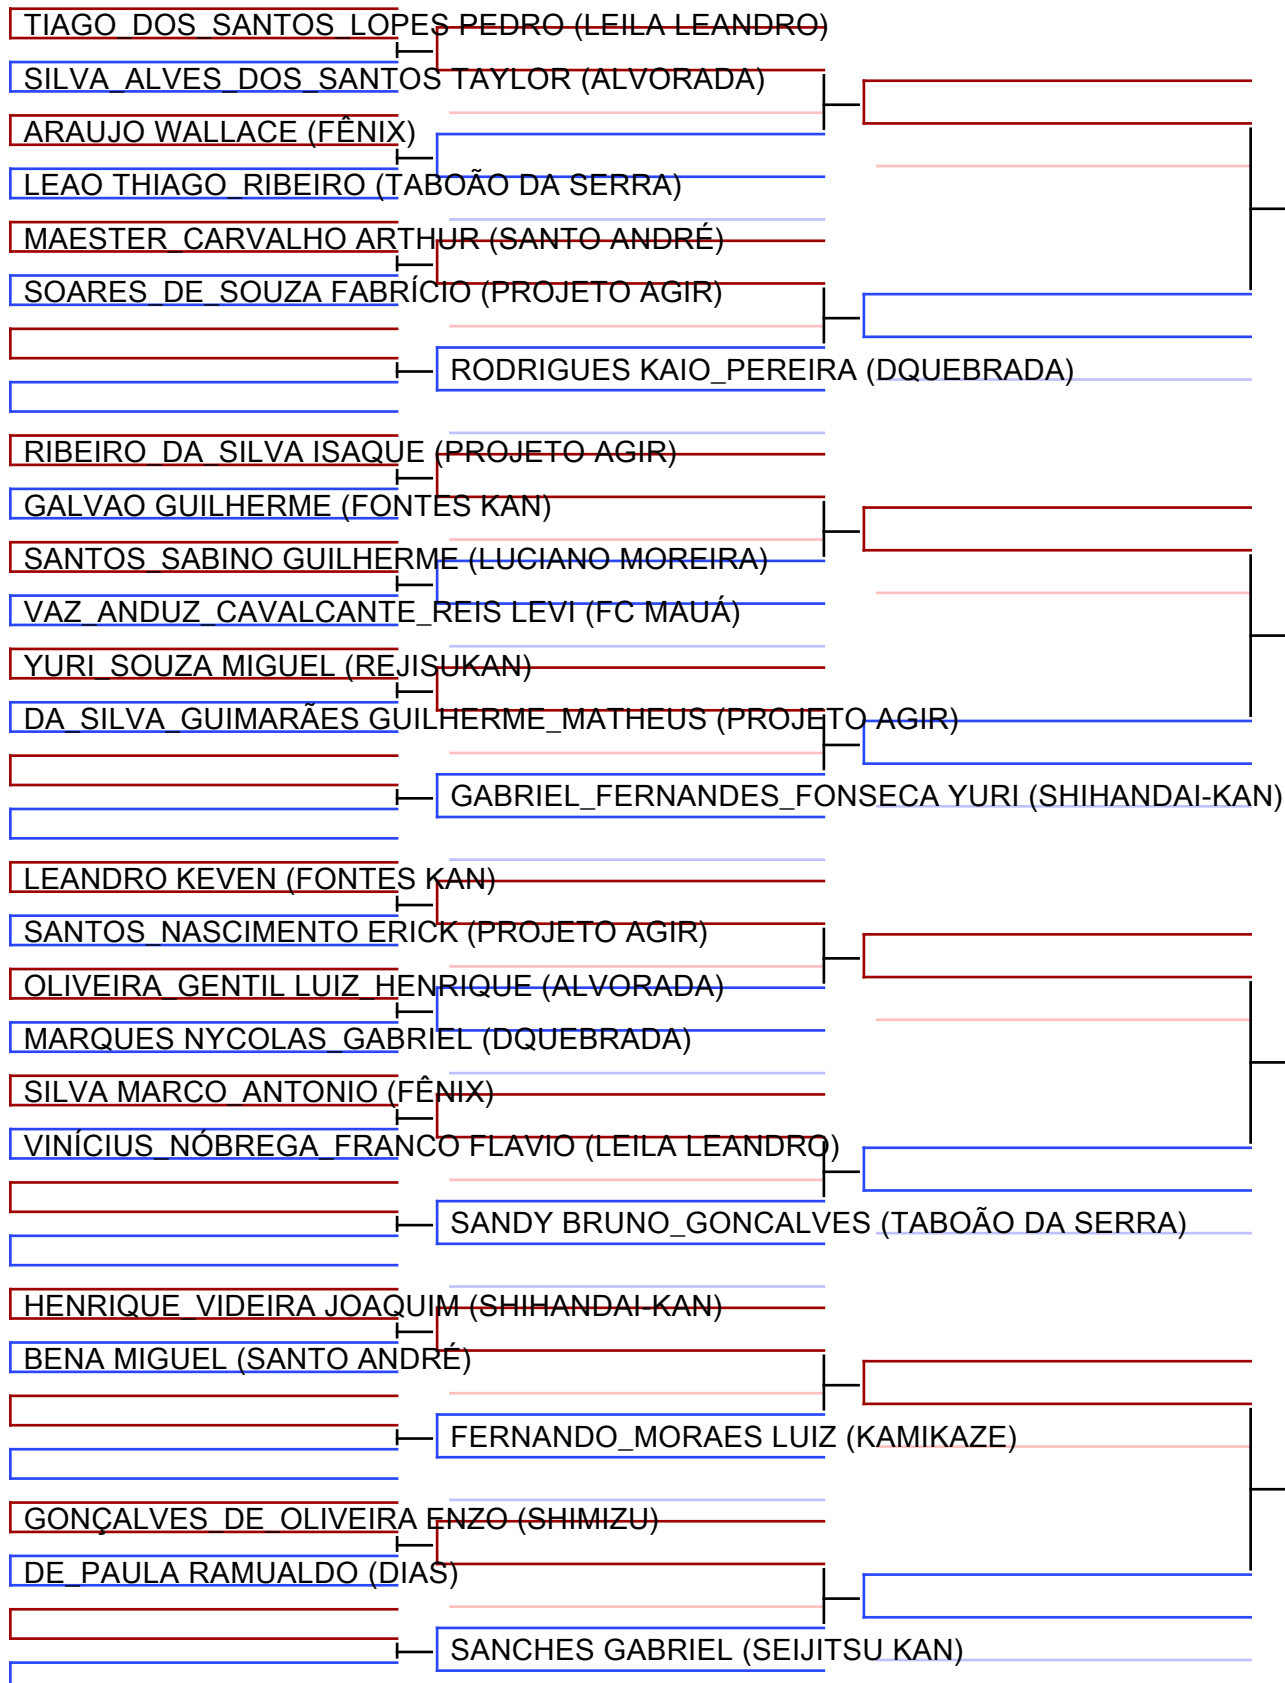 TIAGO_DOS_SANTOS_LOPES PEDRO (LEILA LEANDRO)
SILVA_ALVES_DOS_SANTOS TAYLOR (ALVORADA)
ARAUJO WALLACE (FÊNIX)
LEAO THIAGO_RIBEIRO (TABOÃO DA SERRA)
MAESTER_CARVALHO ARTHUR (SANTO ANDRÉ)
SOARES_DE_SOUZA FABRÍCIO (PROJETO AGIR)
RODRIGUES KAIO_PEREIRA (DQUEBRADA)
RIBEIRO_DA_SILVA ISAQUE (PROJETO AGIR)
GALVAO GUILHERME (FONTES KAN)
SANTOS_SABINO GUILHERME (LUCIANO MOREIRA)
VAZ_ANDUZ_CAVALCANTE_REIS LEVI (FC MAUÁ)
YURI_SOUZA MIGUEL (REJISUKAN)
DA_SILVA_GUIMARÃES GUILHERME_MATHEUS (PROJETO AGIR)
GABRIEL_FERNANDES_FONSECA YURI (SHIHANDAI-KAN)
LEANDRO KEVEN (FONTES KAN)
SANTOS_NASCIMENTO ERICK (PROJETO AGIR)
OLIVEIRA_GENTIL LUIZ_HENRIQUE (ALVORADA)
MARQUES NYCOLAS_GABRIEL (DQUEBRADA)
SILVA MARCO_ANTONIO (FÊNIX)
VINÍCIUS_NÓBREGA_FRANCO FLAVIO (LEILA LEANDRO)
SANDY BRUNO_GONCALVES (TABOÃO DA SERRA)
HENRIQUE_VIDEIRA JOAQUIM (SHIHANDAI-KAN)
BENA MIGUEL (SANTO ANDRÉ)
FERNANDO_MORAES LUIZ (KAMIKAZE)
GONÇALVES_DE_OLIVEIRA ENZO (SHIMIZU)
DE_PAULA RAMUALDO (DIAS)
SANCHES GABRIEL (SEIJITSU KAN)